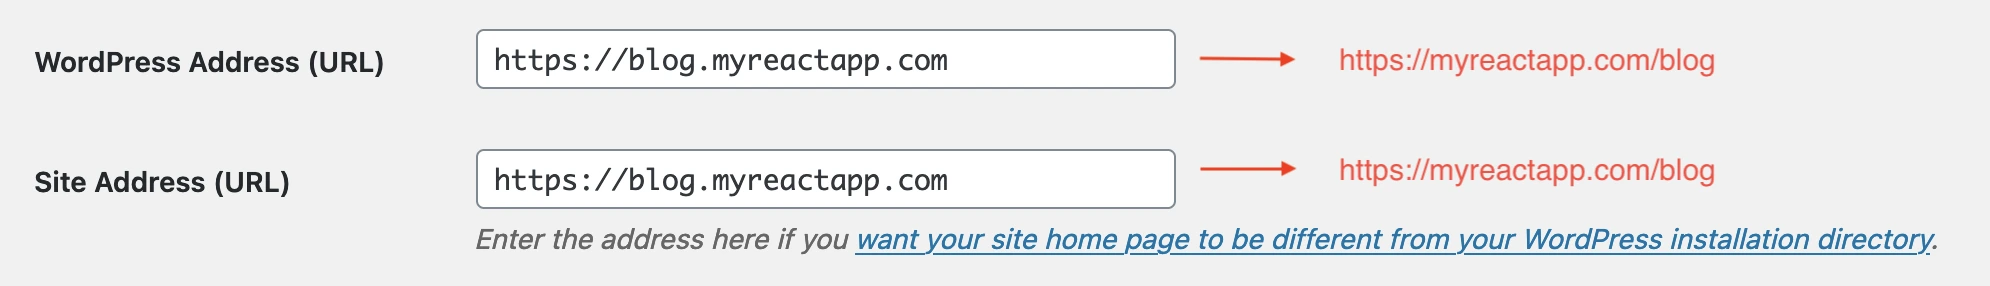 WordPress Address (URL) https://blog.myreactapp.com https://myreactapp.com/blog
Site Address (URL) https://blog.myreactapp.com https://myreactapp.com/blog
Enter the address here if you want your site home page to be different from your WordPress installation directory.